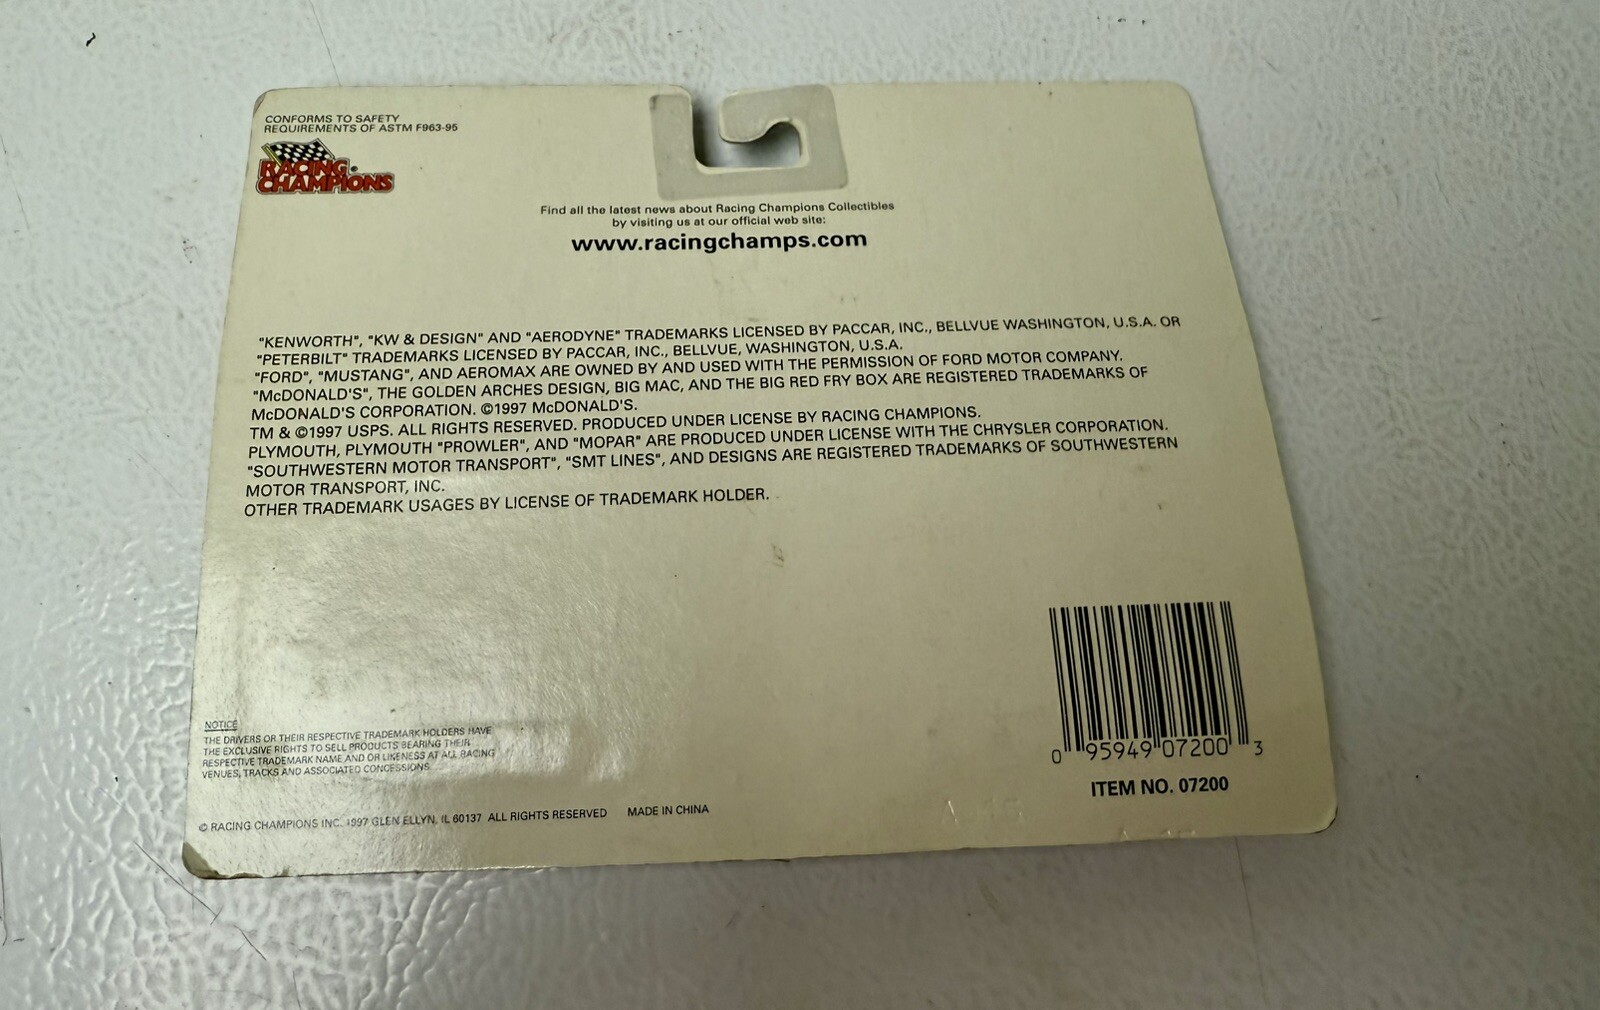 CONFORMS TO SAFETY
REQUIREMENTS OF ASTM F963-95
RACING
CHAMPIONS
Find all the latest news about Racing Champions Collectibles
by visiting us at our official web site:
www.racingchamps.com
"KENWORTH", "KW & DESIGN" AND "AERODYNE" TRADEMARKS LICENSED BY PACCAR, INC., BELLVUE WASHINGTON, U.S.A. OR
"PETERBILT" TRADEMARKS LICENSED BY PACCAR, INC., BELLVUE, WASHINGTON, U.S.A.
"FORD", "MUSTANG", AND AEROMAX ARE OWNED BY AND USED WITH THE PERMISSION OF FORD MOTOR COMPANY.
"McDONALD'S", THE GOLDEN ARCHES DESIGN, BIG MAC, AND THE BIG RED FRY BOX ARE REGISTERED TRADEMARKS OF
McDONALD'S CORPORATION. ©1997 McDONALD'S.
TM & ©1997 USPS. ALL RIGHTS RESERVED. PRODUCED UNDER LICENSE BY RACING CHAMPIONS.
PLYMOUTH, PLYMOUTH "PROWLER", AND "MOPAR" ARE PRODUCED UNDER LICENSE WITH THE CHRYSLER CORPORATION.
"SOUTHWESTERN MOTOR TRANSPORT", "SMT LINES", AND DESIGNS ARE REGISTERED TRADEMARKS OF SOUTHWESTERN
MOTOR TRANSPORT, INC.
OTHER TRADEMARK USAGES BY LICENSE OF TRADEMARK HOLDER.
NOTICE
THE DRIVERS OR THEIR RESPECTIVE TRADEMARK HOLDERS HAVE
THE EXCLUSIVE RIGHTS TO SELL PRODUCTS BEARING THEIR
RESPECTIVE TRADEMARK NAME AND OR LIKENESS AT ALL RACING
VENUES, TRACKS AND ASSOCIATED CONCESSIONS.
© RACING CHAMPIONS INC. 1997 GLEN ELLYN, IL 60137 ALL RIGHTS RESERVED MADE IN CHINA
0 95949 07200 3
ITEM NO. 07200